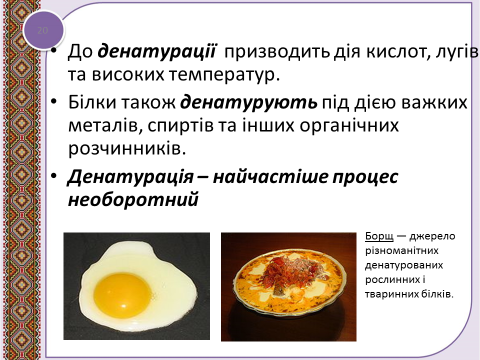 20
• До денатурації призводить дія кислот, лугів
та високих температур.
• Білки також денатурують під дією важких
металів, спиртів та інших органічних
розчинників.
• Денатурація – найчастіше процес
необоротний
Борщ — джерело
різноманітних
денатурованих
рослинних і
тваринних білків.